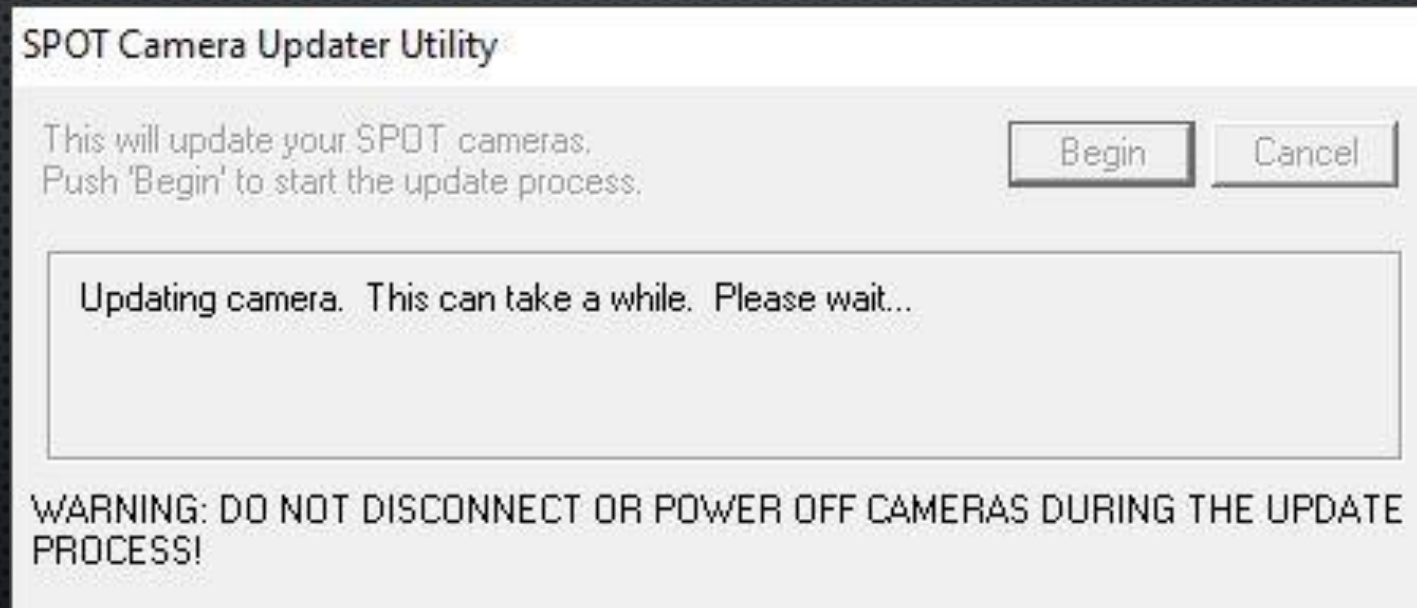 SPOT Camera Updater Utility
This will update your SPOT cameras.
Push 'Begin' to start the update process.
Begin
Cancel
Updating camera.  This can take a while.  Please wait...
WARNING: DO NOT DISCONNECT OR POWER OFF CAMERAS DURING THE UPDATE
PROCESS!